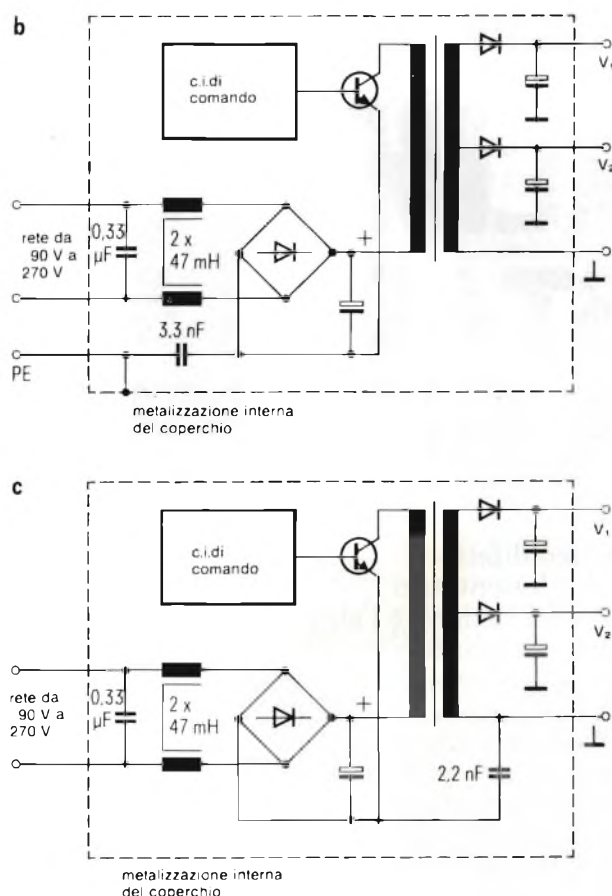 b
c.i.di
comando
V₁
V₂
rete da
90 V a
270 V
0,33
µF
2 x
47 mH
+
3,3 nF
PE
metalizzazione interna
del coperchio
c
c.i.di
comando
V₁
V₂
rete da
90 V a
270 V
0,33
µF
2 x
47 mH
+
2,2 nF
metalizzazione interna
del coperchio